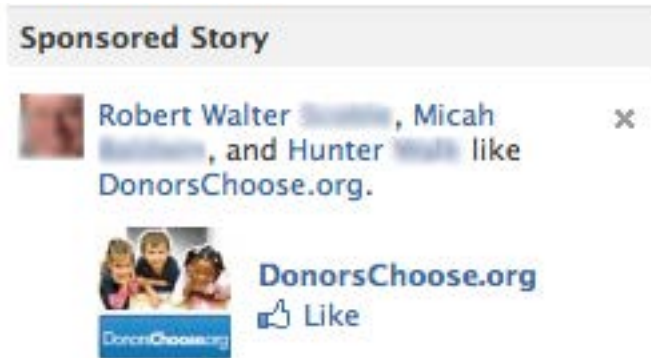 Sponsored Story
Robert Walter , Micah
, and Hunter like
DonorsChoose.org.
DonorsChoose.org
Like
DonorsChoose.org